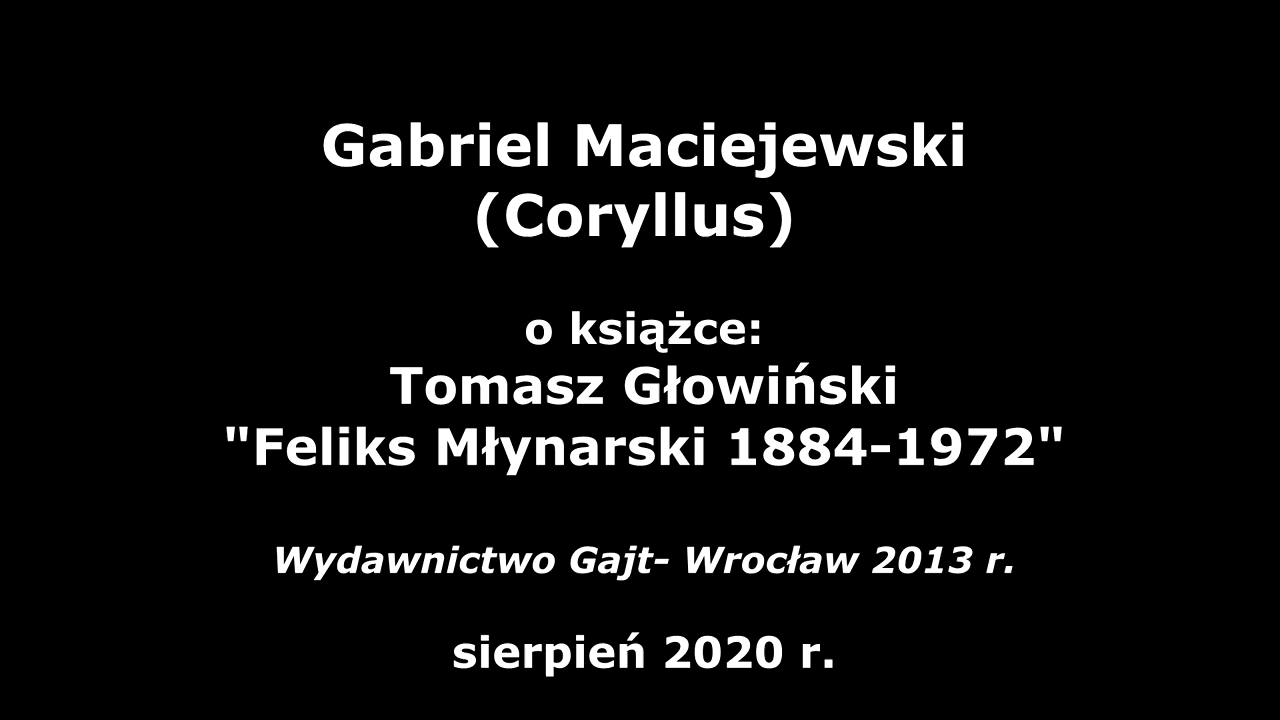 Gabriel Maciejewski
(Coryllus)
o książce:
Tomasz Głowiński
"Feliks Młynarski 1884-1972"
Wydawnictwo Gajt- Wrocław 2013 r.
sierpień 2020 r.